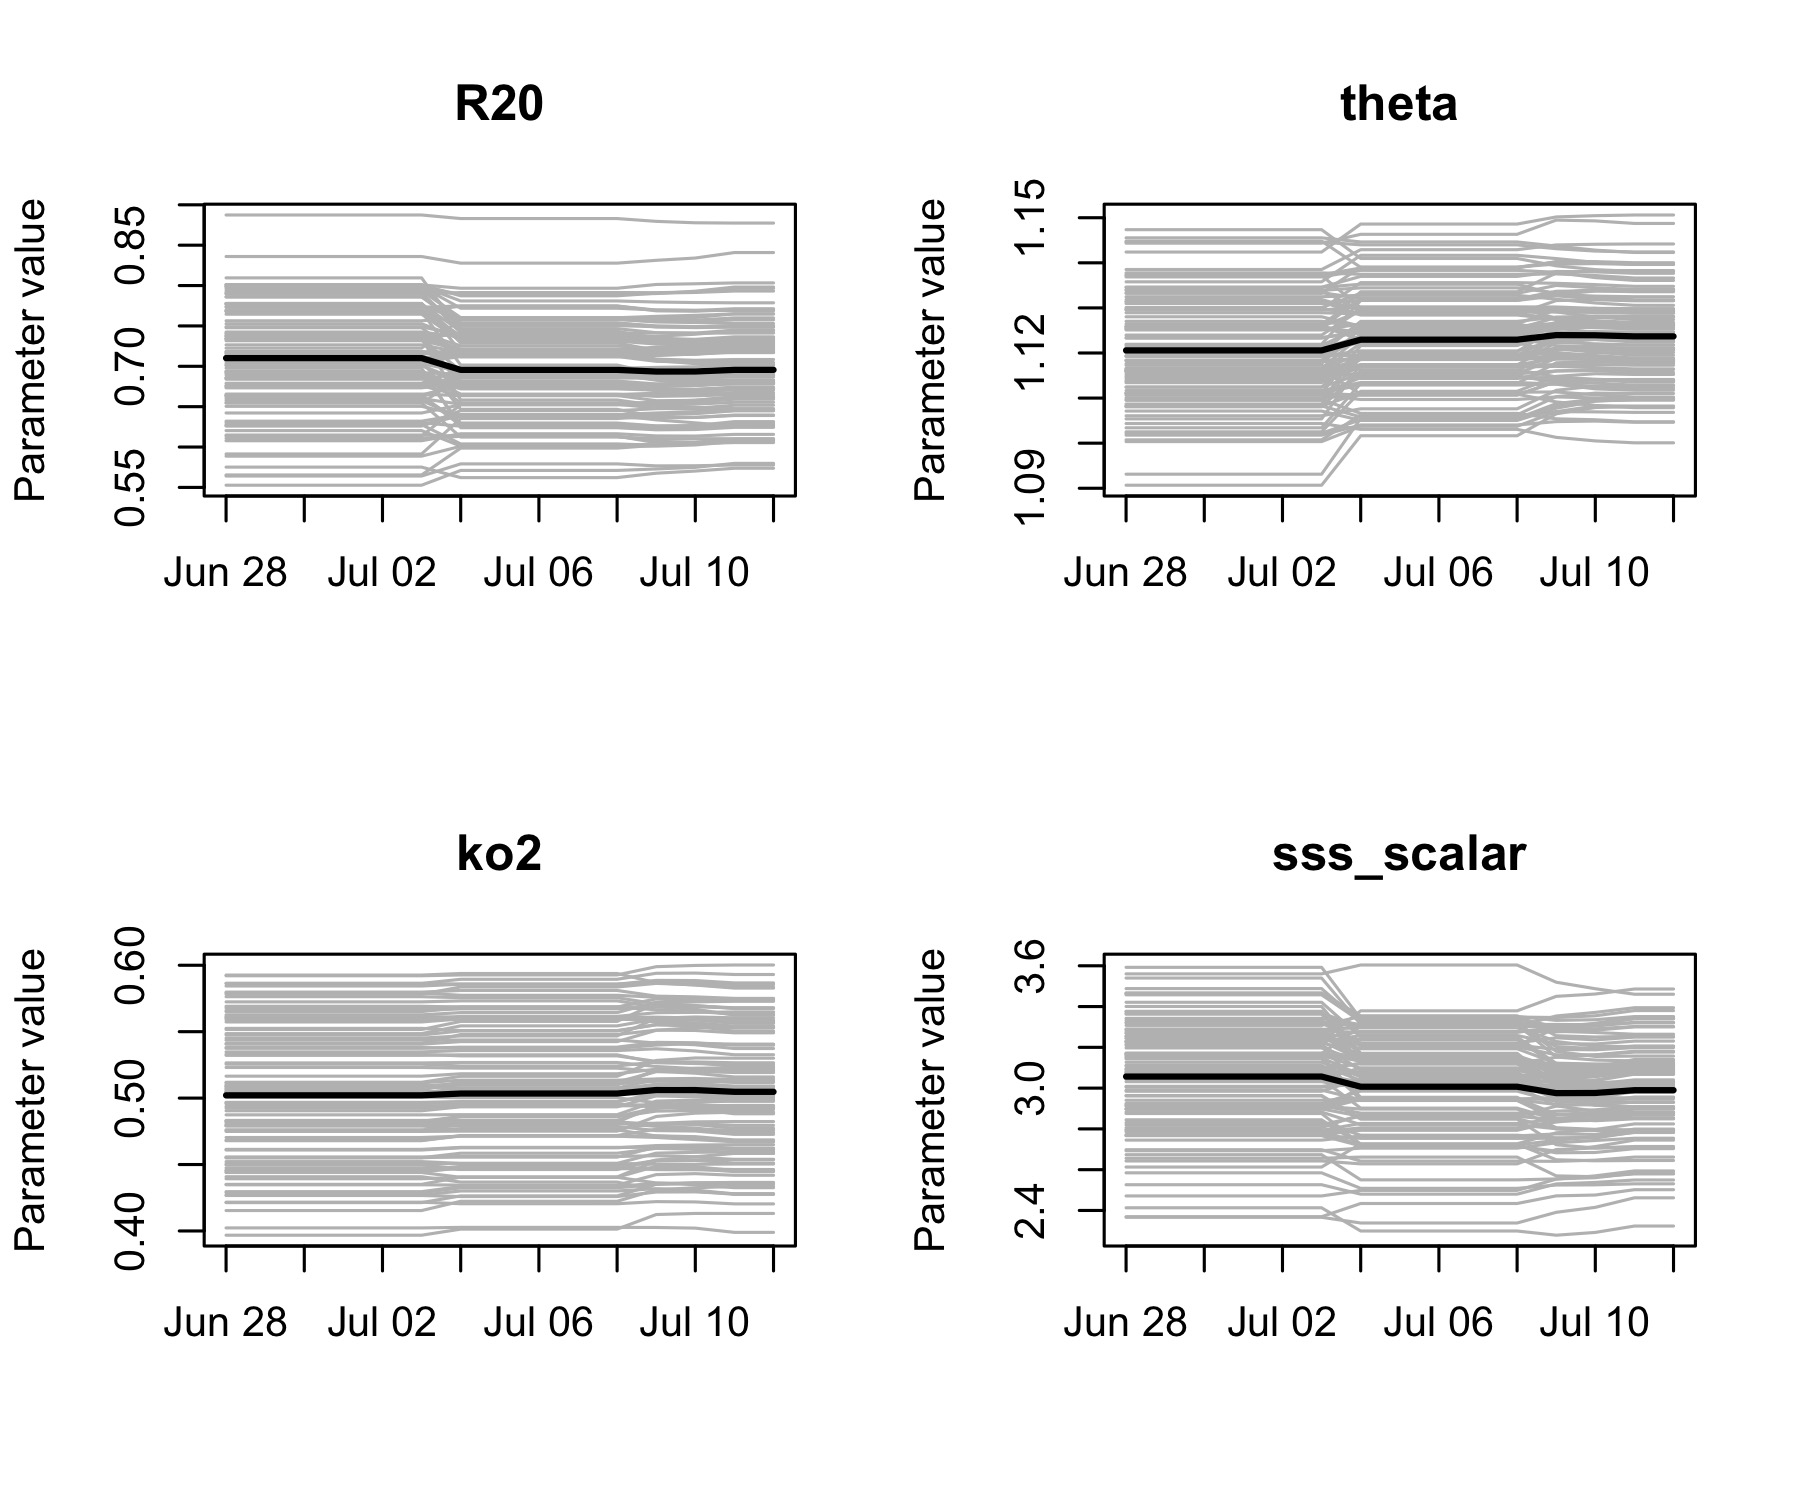 R20
Parameter value
0.85
0.70
0.55
Jun 28 Jul 02 Jul 06 Jul 10
theta
Parameter value
1.15
1.12
1.09
Jun 28 Jul 02 Jul 06 Jul 10
ko2
Parameter value
0.60
0.50
0.40
Jun 28 Jul 02 Jul 06 Jul 10
sss_scalar
Parameter value
3.6
3.0
2.4
Jun 28 Jul 02 Jul 06 Jul 10